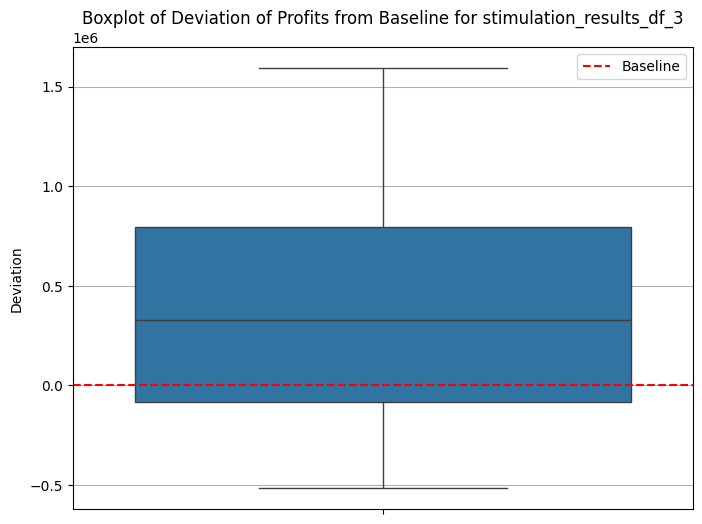 Boxplot of Deviation of Profits from Baseline for stimulation_results_df_3
1e6
Baseline
1.5
1.0
0.5
0.0
−0.5
Deviation